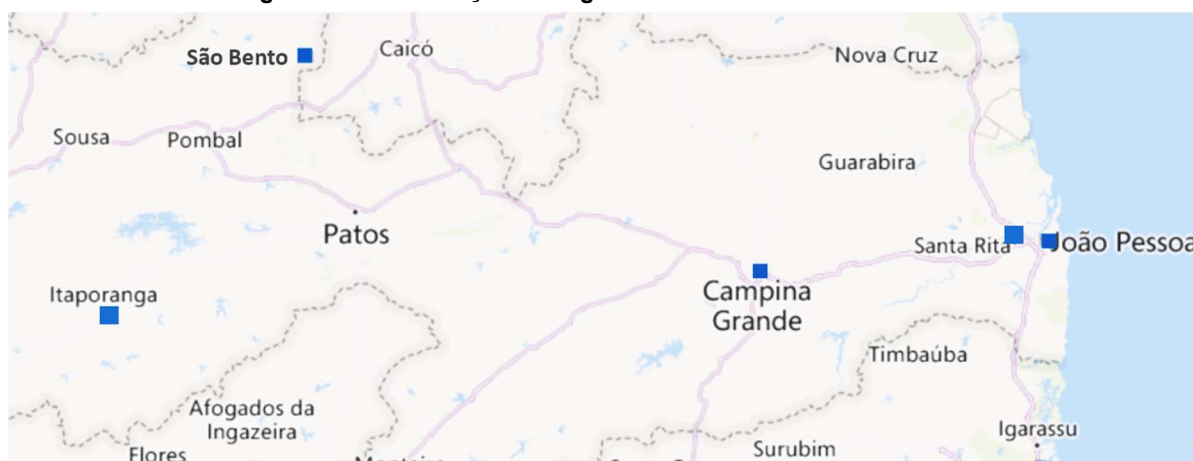 São Bento
Caicó
Nova Cruz
Sousa
Pombal
Guarabira
Patos
Santa Rita
João Pessoa
Itaporanga
Campina
Grande
Timbaúba
Afogados da
Ingazeira
Igarassu
Flores
Surubim